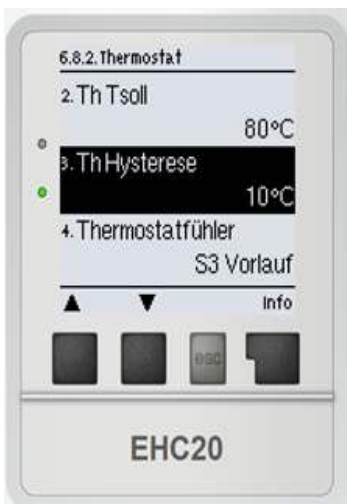 6.8.2.Thermostat
2. Th Tsoll
80°C
3. Th Hysterese
10°C
4. Thermostatfühler
S3 Vorlauf
Info
esc
EHC20